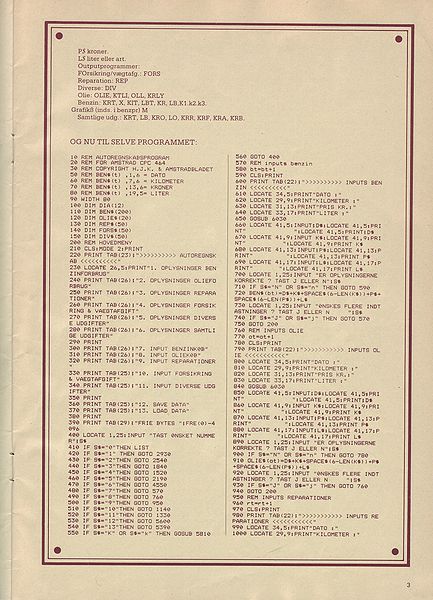 P5 kroner.
L5 liter eller art.
Outputprogrammer:
FOrsikring/vægtafg.: FORS
Reparation: REP
Diverse: DIV
Olie: OLIE, KTLI, OLL, KRLY
Benzin: KRT, X, KIT, LBT, KR, LB,K1.k2.k3.
Grafikß (inds. i benzpr) M
Samtlige udg.: KRT, LB, KRO, LO, KRR, KRF, KRA, KRB.
OG NU TIL SELVE PROGRAMMET:
10 REM AUTOREGNSKABSPROGRAM
20 REM FOR AMSTRAD CPC 464
30 REM COPYRIGHT H.J.K. & AMSTRADBLADET
50 REM BEN$(t) ,1,6 = DATO
60 REM BEN$(t) ,7,6 = KILOMETER
70 REM BEN$(t) ,13,6= KRONER
80 REM BEN$(t) ,19,5= LITER
90 WIDTH 80
100 DIM DIA(12)
110 DIM BEN$(200)
120 DIM OLIE$(20)
130 DIM REP$(50)
140 DIM FORS$(50)
150 DIM DIV$(50)
200 REM HOVEDMENY
210 CLS:MODE 2:PRINT
220 PRINT TAB(23);">>>>>>>>>> AUTOREGNSK
AB <<<<<<<<<<"
230 LOCATE 26,5:PRINT"1. OPLYSNINGER BEN
ZINFORBRUG"
240 PRINT TAB(26);"2. OPLYSNINGER OLIEFO
RBRUG"
250 PRINT TAB(26);"3. OPLYSNINGER REPARA
TIONER"
260 PRINT TAB(26);"4. OPLYSNINGER FORSIK
RING & VAEGTAFGIFT"
270 PRINT TAB(26);"5. OPLYSNINGER DIVERS
E UDGIFTER"
280 PRINT TAB(26);"6. OPLYSNINGER SAMTLI
GE UDGIFTER"
290 PRINT
300 PRINT TAB(26);"7. INPUT BENZIN"
310 PRINT TAB(26);"8. INPUT OLIE"
320 PRINT TAB(26);"9. INPUT REPARATIONER
"
330 PRINT TAB(25);"10. INPUT FORSIKRING
& VAEGTAFGIFT"
340 PRINT TAB(25);"11. INPUT DIVERSE UDG
IFTER"
350 PRINT
360 PRINT TAB(25);"12. SAVE DATA"
370 PRINT TAB(25);"13. LOAD DATA"
380 PRINT
390 PRINT TAB(29);"FRIE BYTES ";FRE(0)-4
096
400 LOCATE 1,25:INPUT "TAST ONSKET NUMME
R";S$
410 IF S$="0"THEN LIST
420 IF S$="1" THEN GOTO 2930
430 IF S$="2" THEN GOTO 2540
440 IF S$="3" THEN GOTO 1840
450 IF S$="4" THEN GOTO 1520
460 IF S$="5" THEN GOTO 2190
470 IF S$="6" THEN GOTO 4550
480 IF S$="7" THEN GOTO 570
490 IF S$="8" THEN GOTO 760
500 IF S$="9" THEN GOTO 950
510 IF S$="10" THEN GOTO 1140
520 IF S$="11" THEN GOTO 1330
530 IF S$="12" THEN GOTO 5600
540 IF S$="13" THEN GOTO 5390
550 IF S$="K" OR S$="k" THEN GOSUB 5810
560 GOTO 400
570 REM inputs benzin
580 bt=bt+1
590 CLS:PRINT
600 PRINT TAB(22);">>>>>>>>>> INPUTS BEN
ZIN <<<<<<<<<<"
610 LOCATE 34,5:PRINT"DATO :"
620 LOCATE 29,9:PRINT"KILOMETER :"
630 LOCATE 31,13:PRINT"PRIS KR.:"
640 LOCATE 33,17:PRINT"LITER :"
650 GOSUB 6030
660 LOCATE 41,5:INPUT;D$:LOCATE 41,5:PRI
NT" ":LOCATE 41,5:PRINT;D$
670 LOCATE 41,9:INPUT K$:LOCATE 41,9:PRI
NT" ":LOCATE 41,9:PRINT K$
680 LOCATE 41,13:INPUT P$:LOCATE 41,13:P
RINT" ":LOCATE 41,13:PRINT P$
690 LOCATE 41,17:INPUT L$:LOCATE 41,17:P
RINT" ":LOCATE 41,17:PRINT L$
700 LOCATE 1,25:INPUT "ER OPLYSNINGERNE
KORREKTE ? TAST J ELLER N ";S$
710 IF S$="N" OR S$="n" THEN GOTO 590
720 BEN$(bt)=D$+K$+SPACE$(6-LEN(K$))+P$+
SPACE$(6-LEN(P$))+L$
730 LOCATE 1,25:INPUT "ONSKES FLERE INDT
ASTNINGER ? TAST J ELLER N ";S$
740 IF S$="J" OR S$="j" THEN GOTO 570
750 GOTO 200
760 REM INPUTS OLIE
770 ot=ot+1
780 CLS:PRINT
790 PRINT TAB(22);">>>>>>>>>> INPUTS OL
IE <<<<<<<<<<"
800 LOCATE 34,5:PRINT"DATO :"
810 LOCATE 29,9:PRINT"KILOMETER :"
820 LOCATE 31,13:PRINT"PRIS KR.:"
830 LOCATE 33,17:PRINT"LITER :"
840 GOSUB 6030
850 LOCATE 41,5:INPUT;D$:LOCATE 41,5:PRI
NT" ":LOCATE 41,5:PRINT;D$
860 LOCATE 41,9:INPUT K$:LOCATE 41,9:PRI
NT" ":LOCATE 41,9:PRINT K$
870 LOCATE 41,13:INPUT P$:LOCATE 41,13:P
RINT" ":LOCATE 41,13:PRINT P$
880 LOCATE 41,17:INPUT L$:LOCATE 41,17:P
RINT" ":LOCATE 41,17:PRINT L$
890 LOCATE 1,25:INPUT "ER OPLYSNINGERNE
KORREKTE ? TAST J ELLER N ";S$
900 IF S$="N" OR S$="n" THEN GOTO 780
910 OLIE$(ot)=D$+K$+SPACE$(6-LEN(K$))+P$
+SPACE$(6-LEN(P$))+L$
920 LOCATE 1,25:INPUT "ONSKES FLERE INDT
ASTNINGER ? TAST J ELLER N ";S$
930 IF S$="J" OR S$="j" THEN GOTO 760
940 GOTO 200
950 REM INPUTS REPARATIONER
960 rt=rt+1
970 CLS:PRINT
980 PRINT TAB(22);">>>>>>>>>> INPUTS RE
PARATIONER <<<<<<<<<<"
990 LOCATE 34,5:PRINT"DATO :"
1000 LOCATE 29,9:PRINT"KILOMETER :"
3